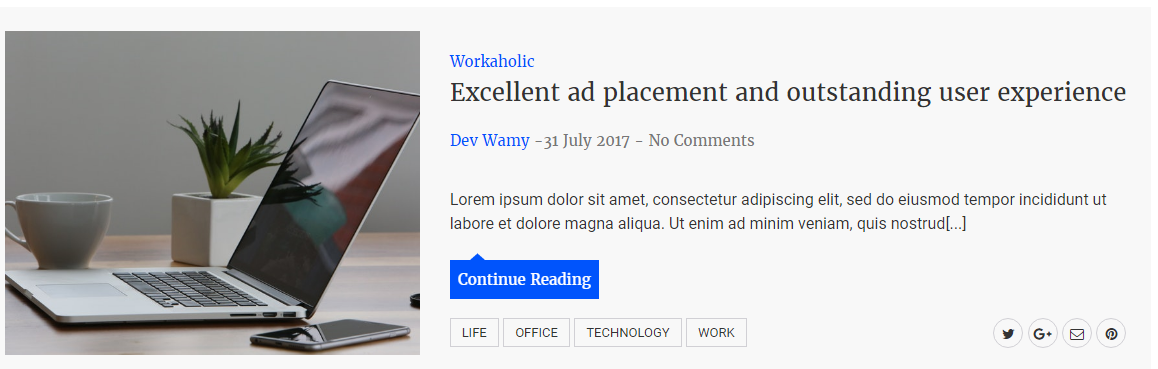 Workaholic
Excellent ad placement and outstanding user experience
Dev Wamy -31 July 2017 - No Comments
Lorem ipsum dolor sit amet, consectetur adipiscing elit, sed do eiusmod tempor incididunt ut
labore et dolore magna aliqua. Ut enim ad minim veniam, quis nostrud[...]
Continue Reading
LIFE OFFICE TECHNOLOGY WORK G+